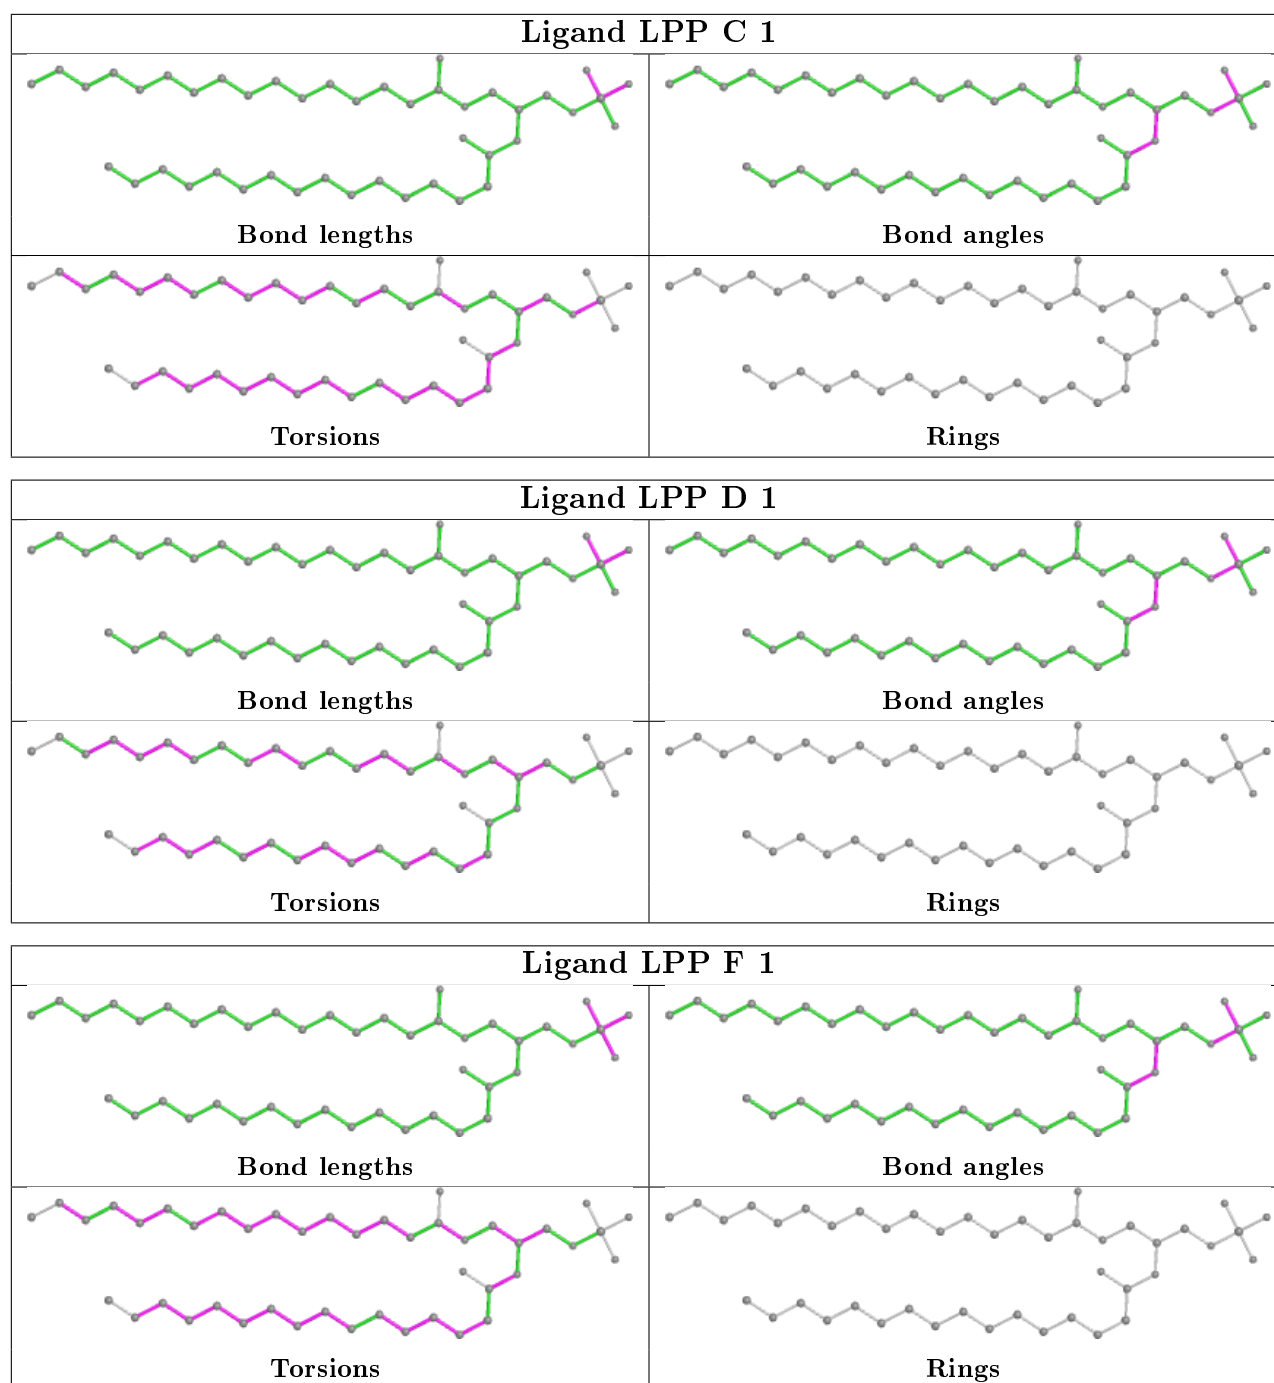 Ligand LPP C 1
Bond lengths
Bond angles
Torsions
Rings
Ligand LPP D 1
Bond lengths
Bond angles
Torsions
Rings
Ligand LPP F 1
Bond lengths
Bond angles
Torsions
Rings